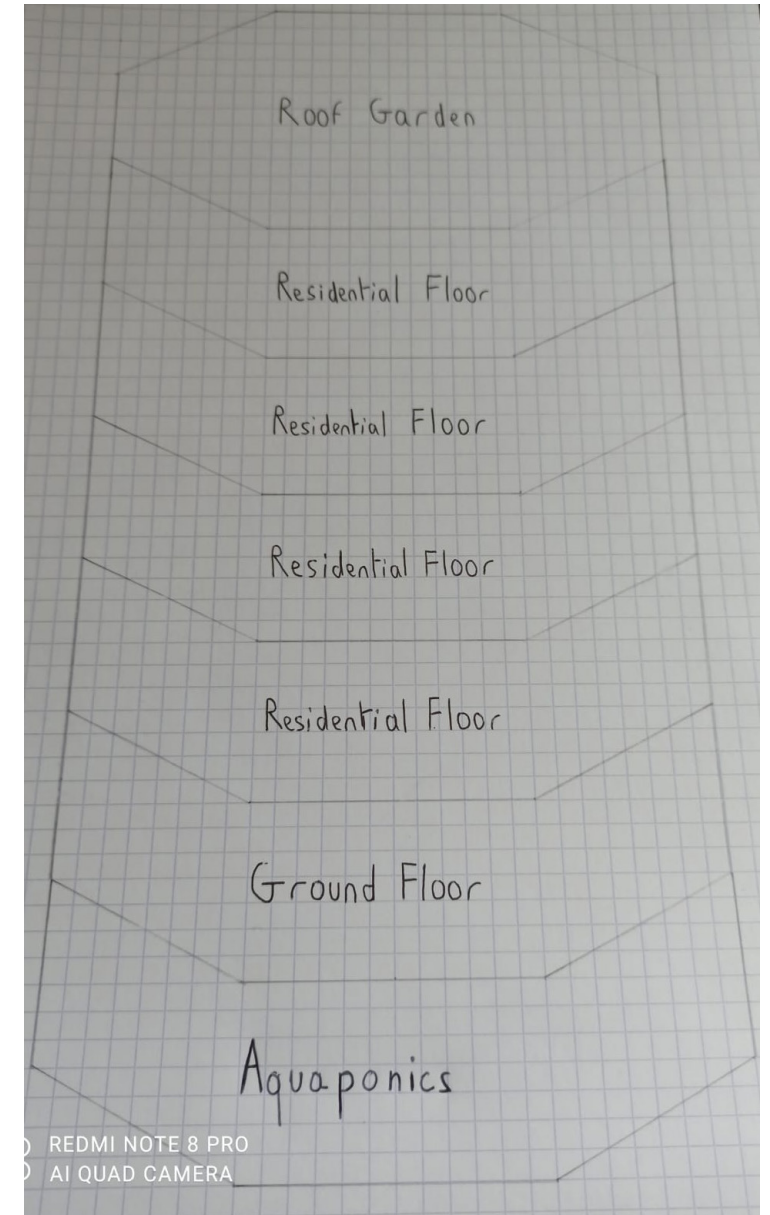 Roof Garden
Residential Floor
Residential Floor
Residential Floor
Residential Floor
Ground Floor
Aquaponics
REDMI NOTE 8 PRO
AI QUAD CAMERA